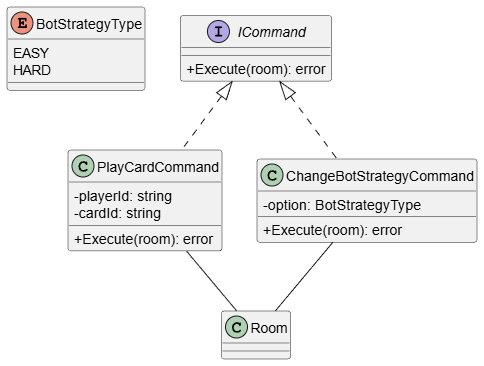 E BotStrategyType
EASY
HARD
I ICommand
+Execute(room): error
C PlayCardCommand
-playerId: string
-cardId: string
+Execute(room): error
C ChangeBotStrategyCommand
-option: BotStrategyType
+Execute(room): error
C Room